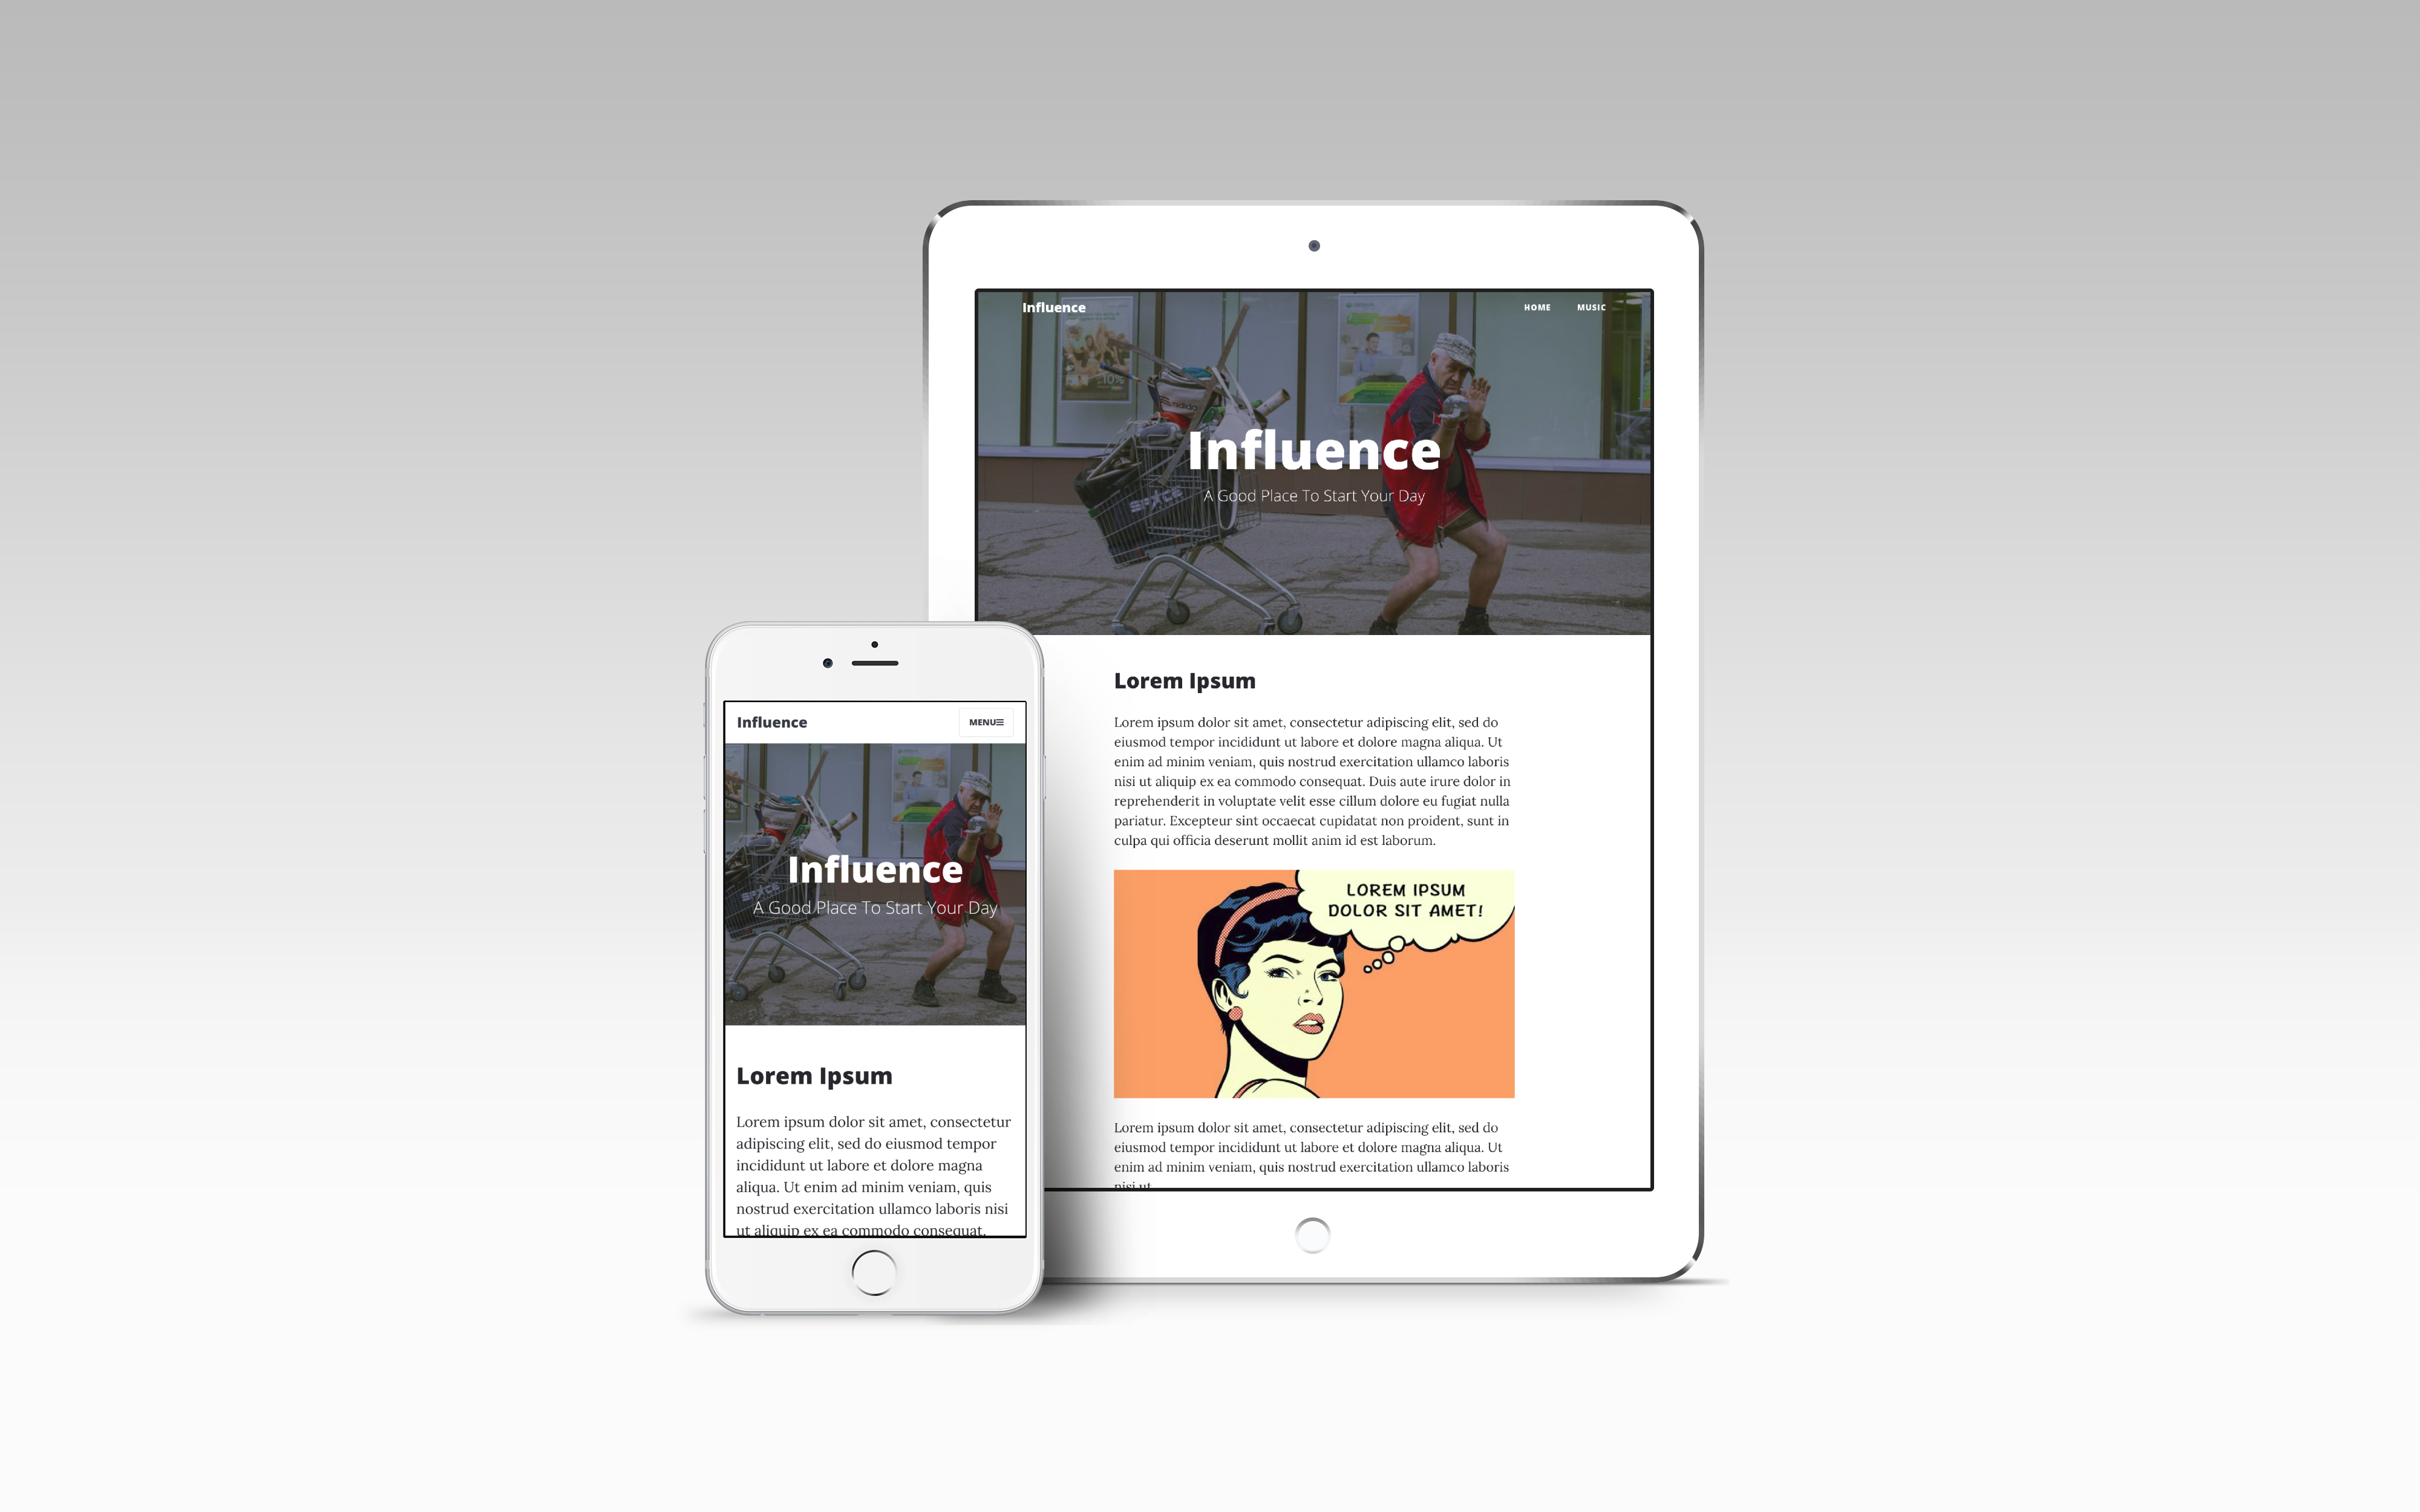 Influence
HOME
MUSIC
-10%
adidas
Influence
A Good Place To Start Your Day
Lorem Ipsum
Lorem ipsum dolor sit amet, consectetur adipiscing elit, sed do
eiusmod tempor incididunt ut labore et dolore magna aliqua. Ut
enim ad minim veniam, quis nostrud exercitation ullamco laboris
nisi ut aliquip ex ea commodo consequat. Duis aute irure dolor in
reprehenderit in voluptate velit esse cillum dolore eu fugiat nulla
pariatur. Excepteur sint occaecat cupidatat non proident, sunt in
culpa qui officia deserunt mollit anim id est laborum.
LOREM IPSUM
DOLOR SIT AMET!
Lorem ipsum dolor sit amet, consectetur adipiscing elit, sed do
eiusmod tempor incididunt ut labore et dolore magna aliqua. Ut
enim ad minim veniam, quis nostrud exercitation ullamco laboris
nisi ut
Influence
MENU
Influence
A Good Place To Start Your Day
Lorem Ipsum
Lorem ipsum dolor sit amet, consectetur
adipiscing elit, sed do eiusmod tempor
incididunt ut labore et dolore magna
aliqua. Ut enim ad minim veniam, quis
nostrud exercitation ullamco laboris nisi
ut aliquip ex ea commodo consequat.